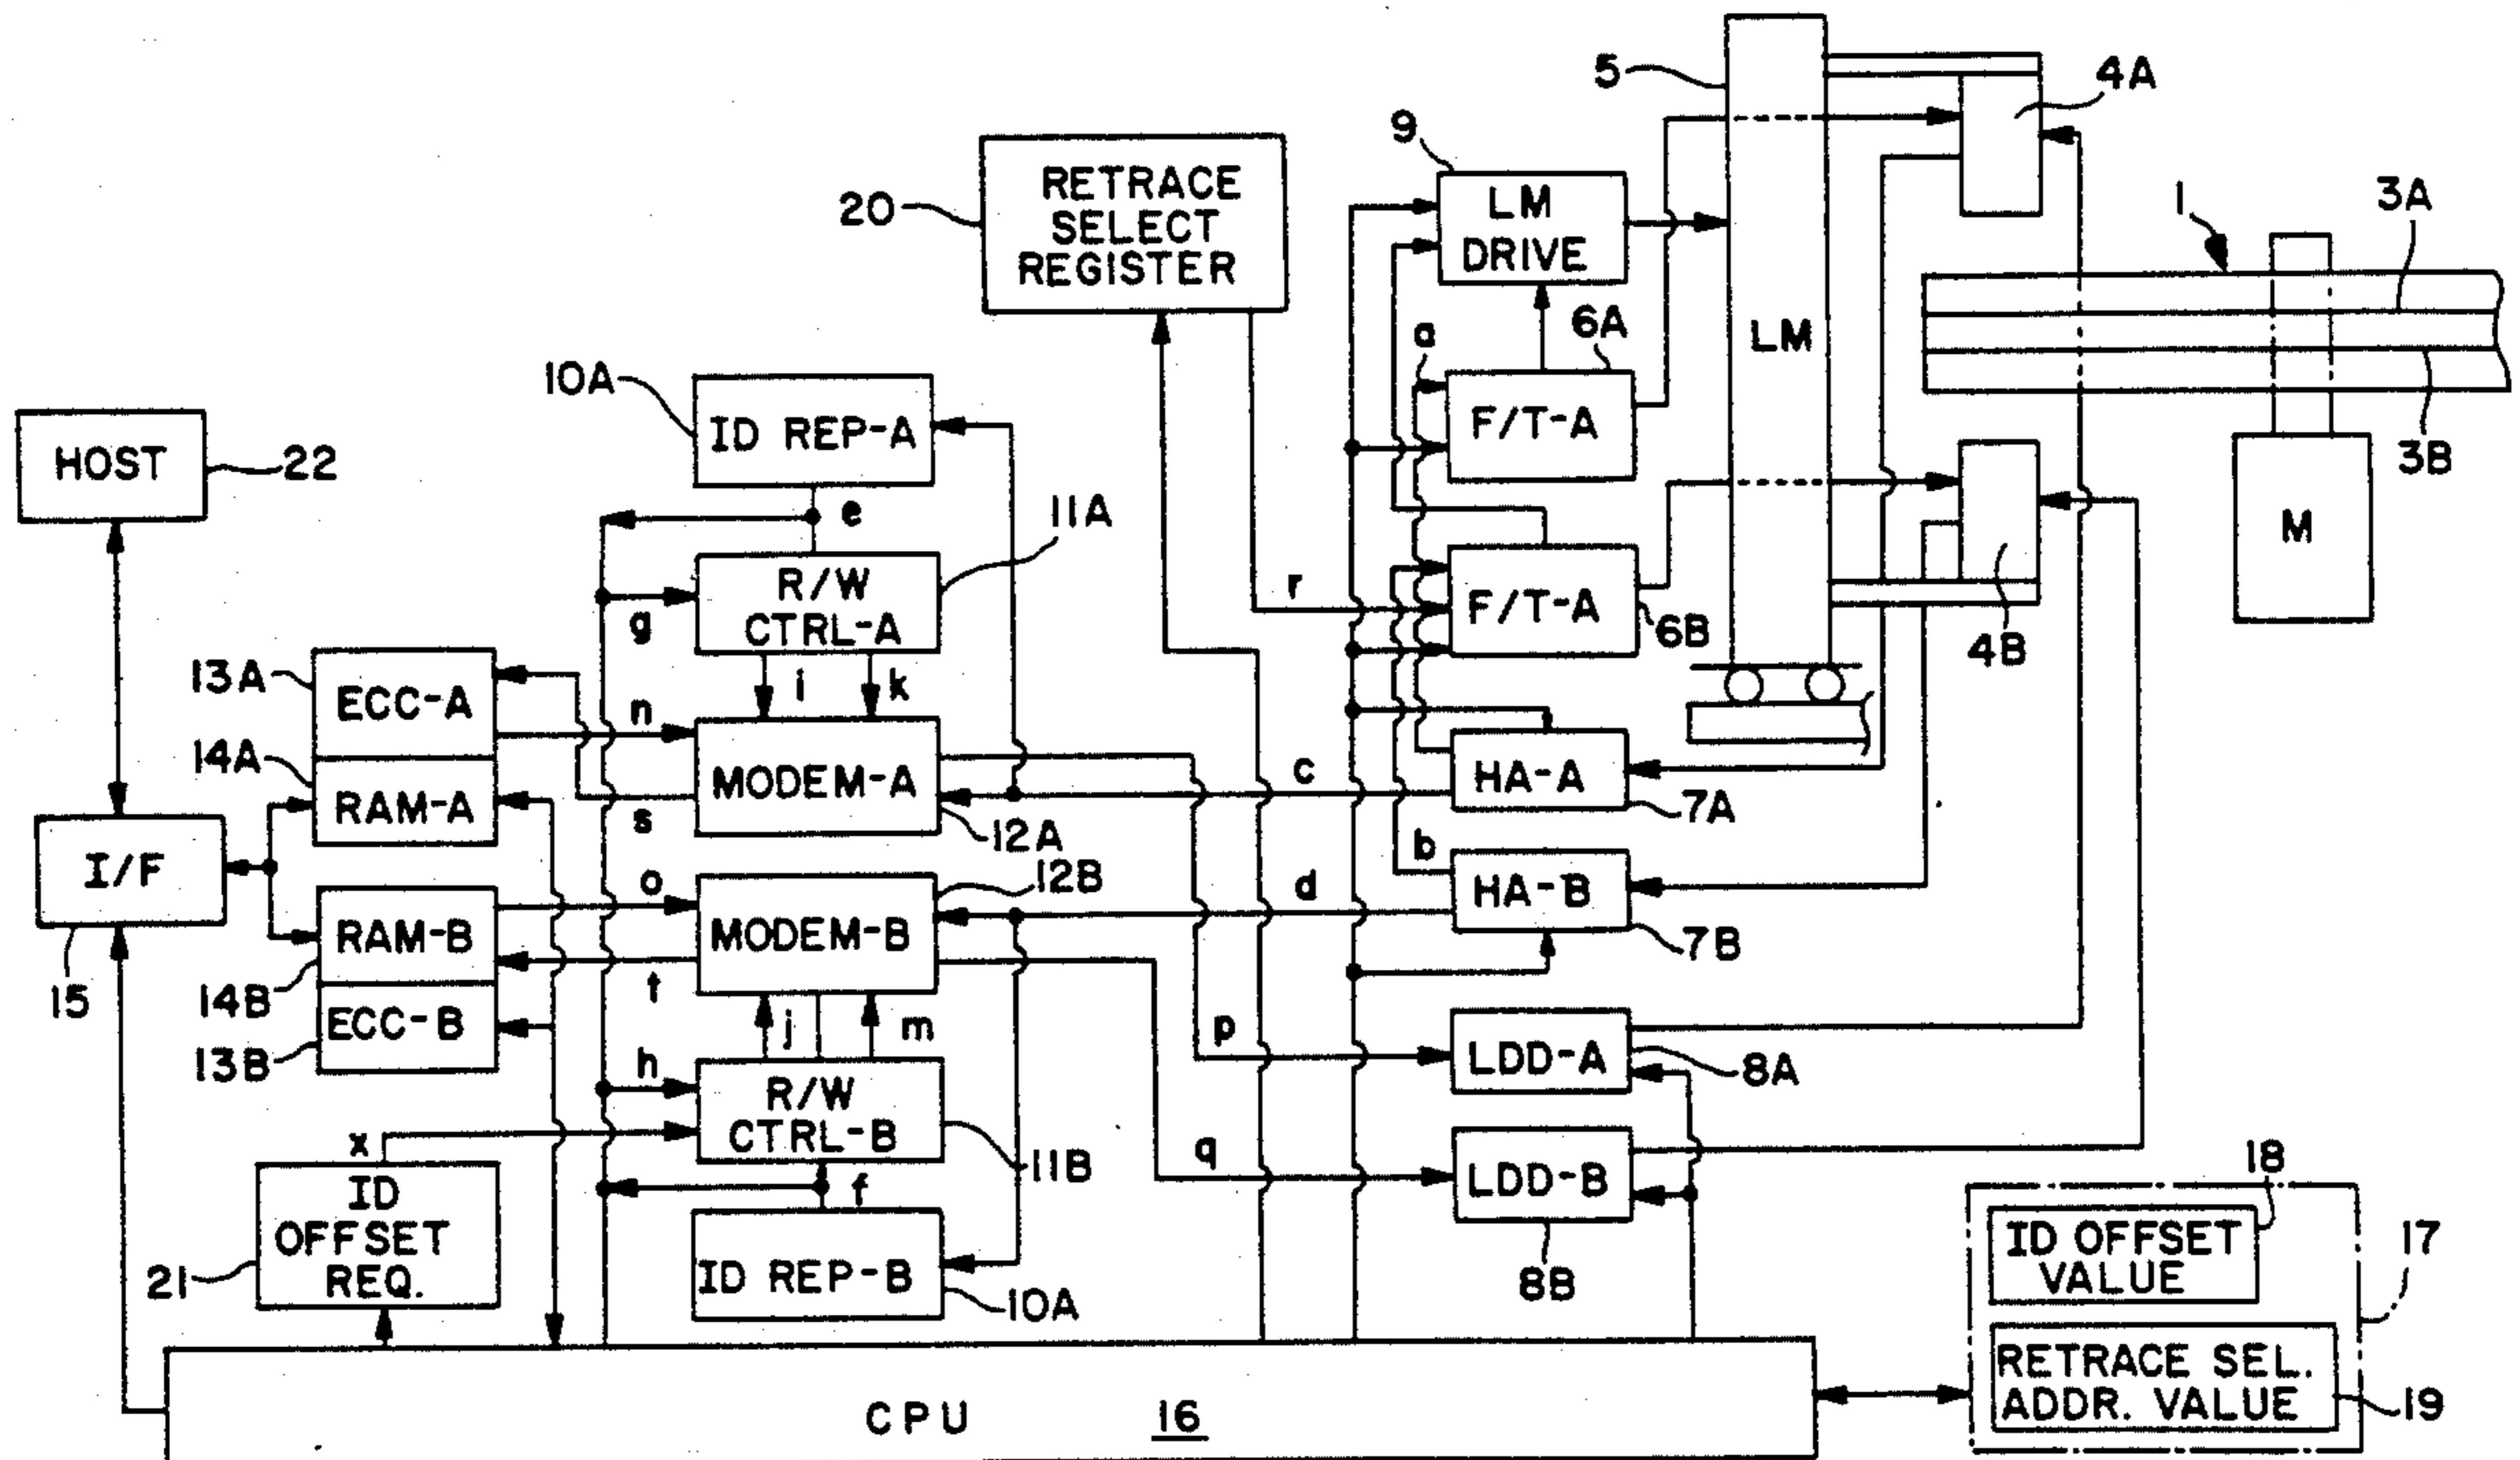 5
4A
9
LM
DRIVE
20
RETRACE
SELECT
REGISTER
1
3A
6A
a
LM
10A
ID REP-A
F/T-A
HOST
22
3B
e
11A
M
R/W
CTRL-A
g
r
F/T-A
6B
4B
13A
ECC-A
i
k
n
14A
RAM-A
MODEM-A
s
12A
c
HA-A
7A
I/F
15
o
12B
b
d
HA-B
7B
RAM-B
MODEM-B
14B
t
ECC-B
13B
j
m
p
LDD-A
8A
h
R/W
CTRL-B
11B
x
q
LDD-B
8B
18
ID
OFFSET
REQ.
21
f
ID REP-B
10A
ID OFFSET
VALUE
17
RETRACE SEL.
ADDR. VALUE
19
CPU 16